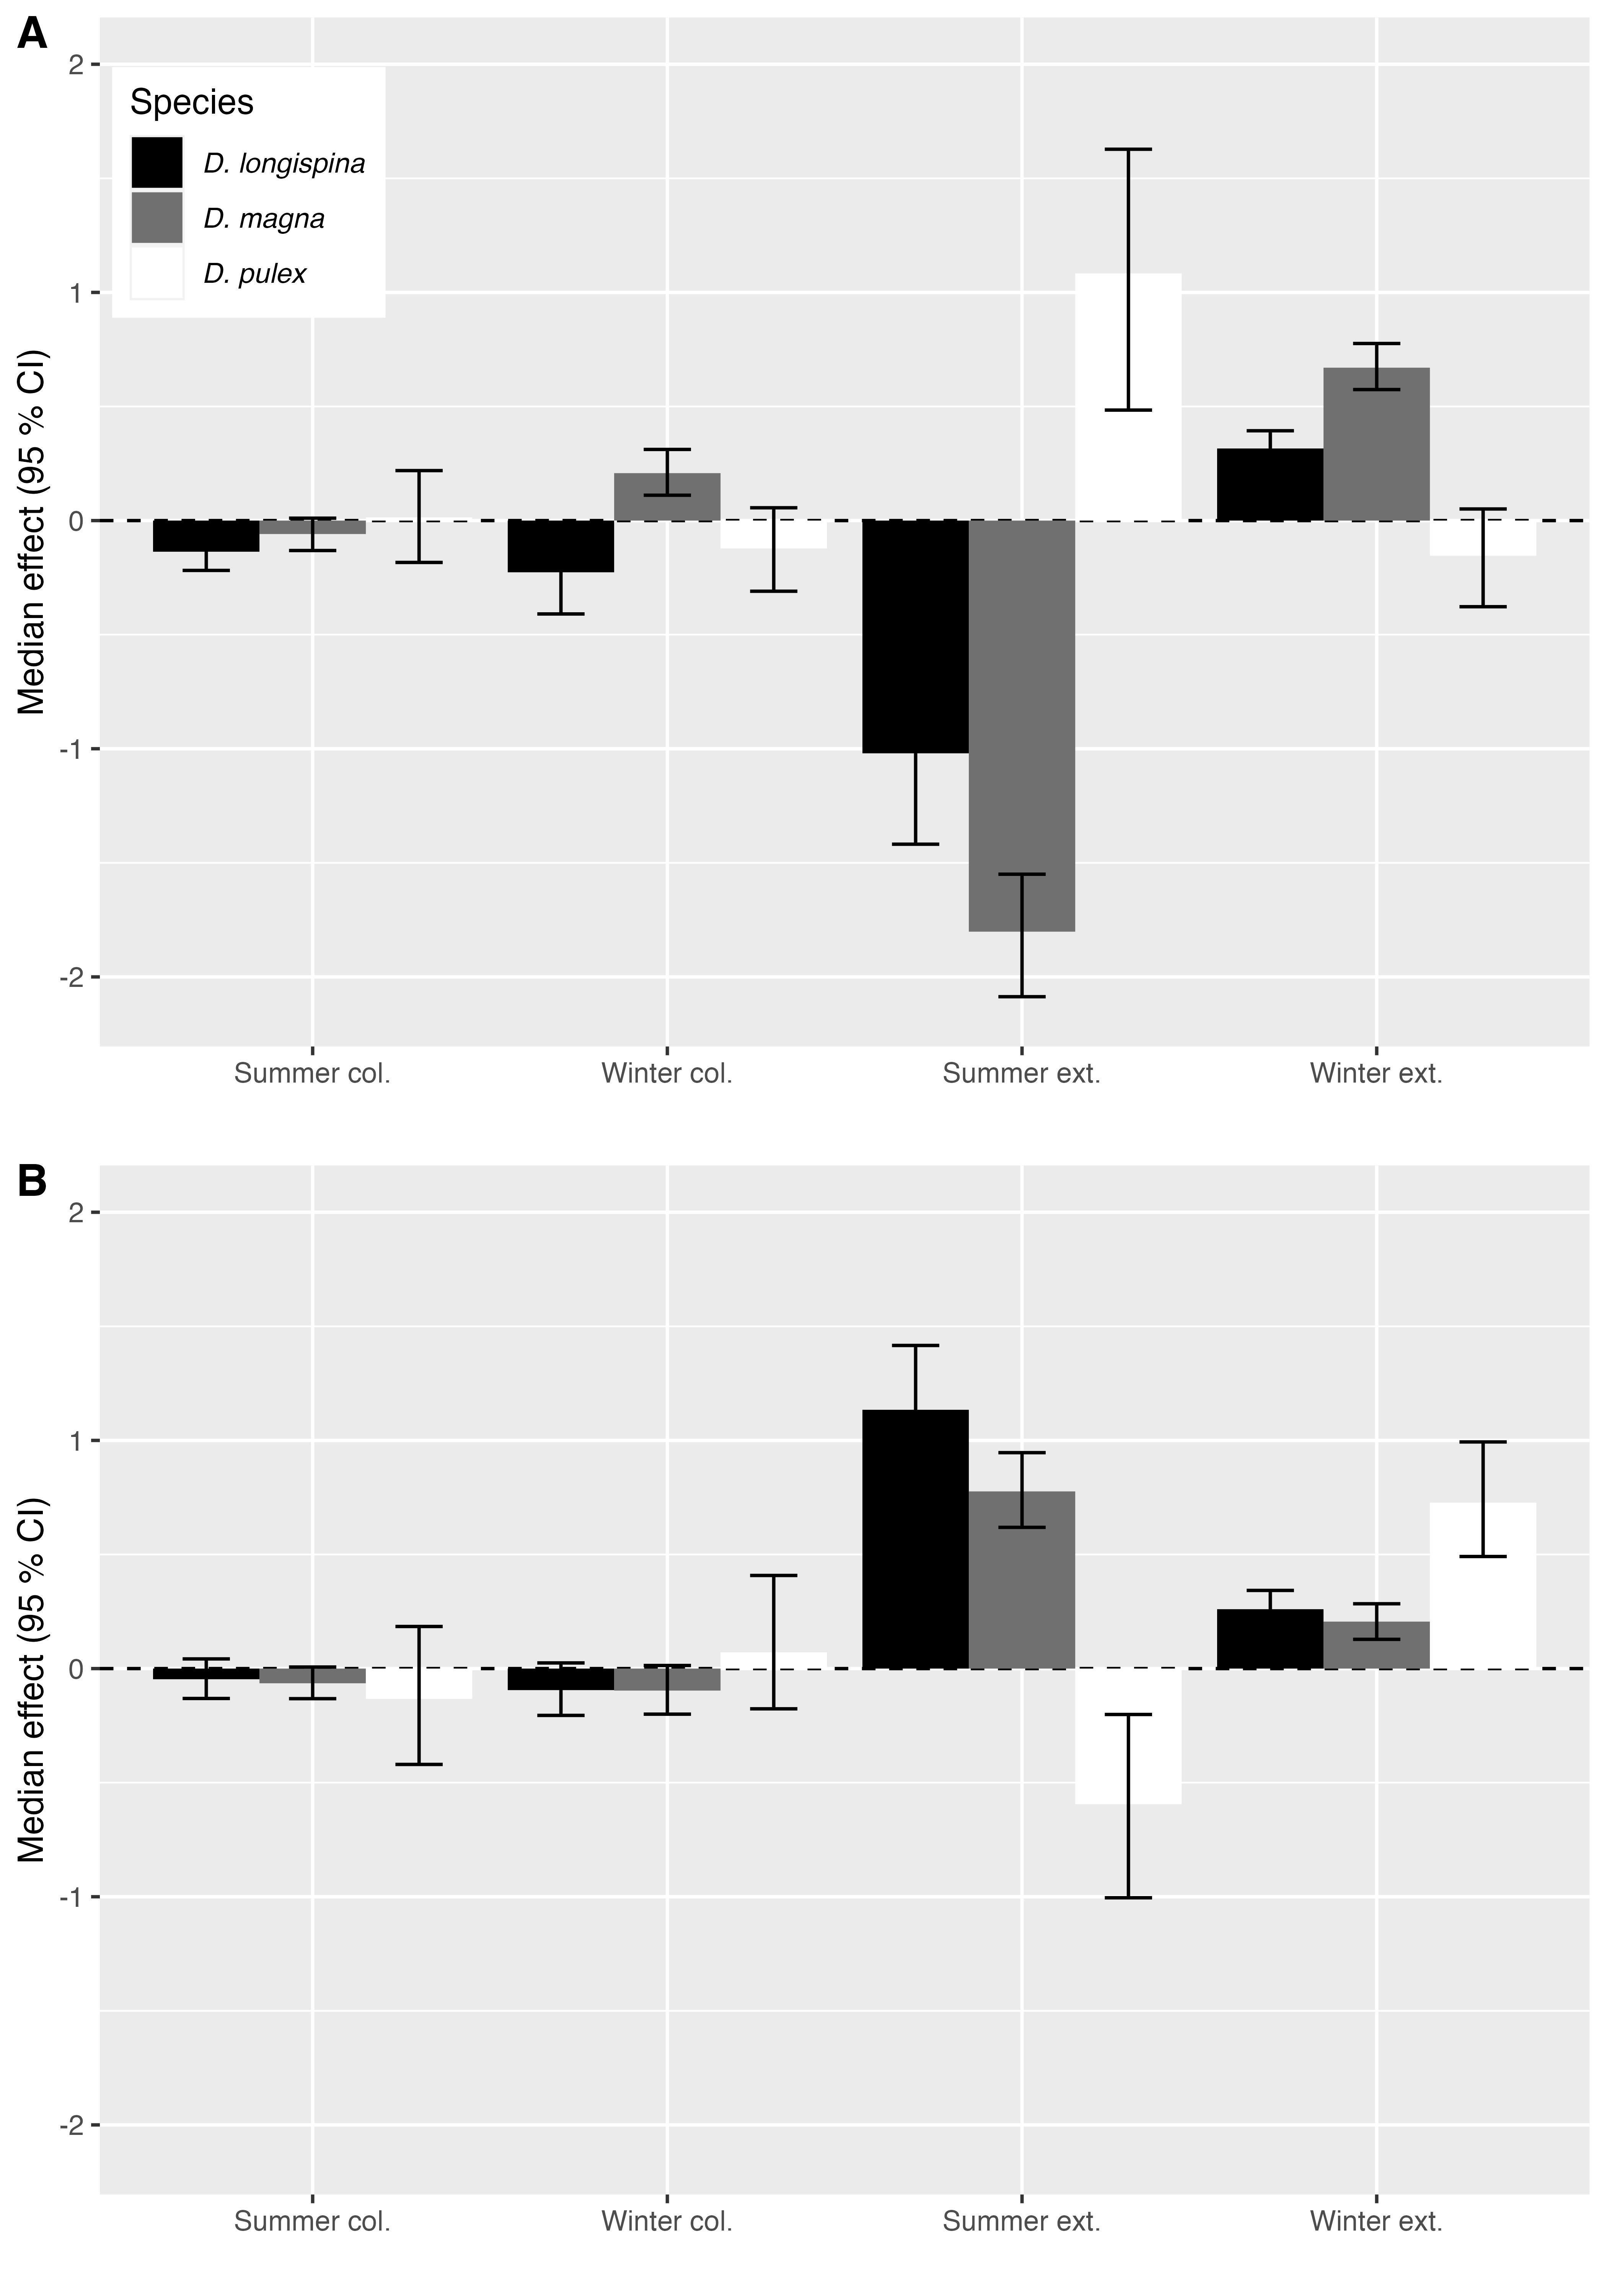 A
Species
D. longispina
D. magna
D. pulex
Median effect (95 % CI)
2
1
0
-1
-2
Summer col.
Winter col.
Summer ext.
Winter ext.
B
Median effect (95 % CI)
2
1
0
-1
-2
Summer col.
Winter col.
Summer ext.
Winter ext.